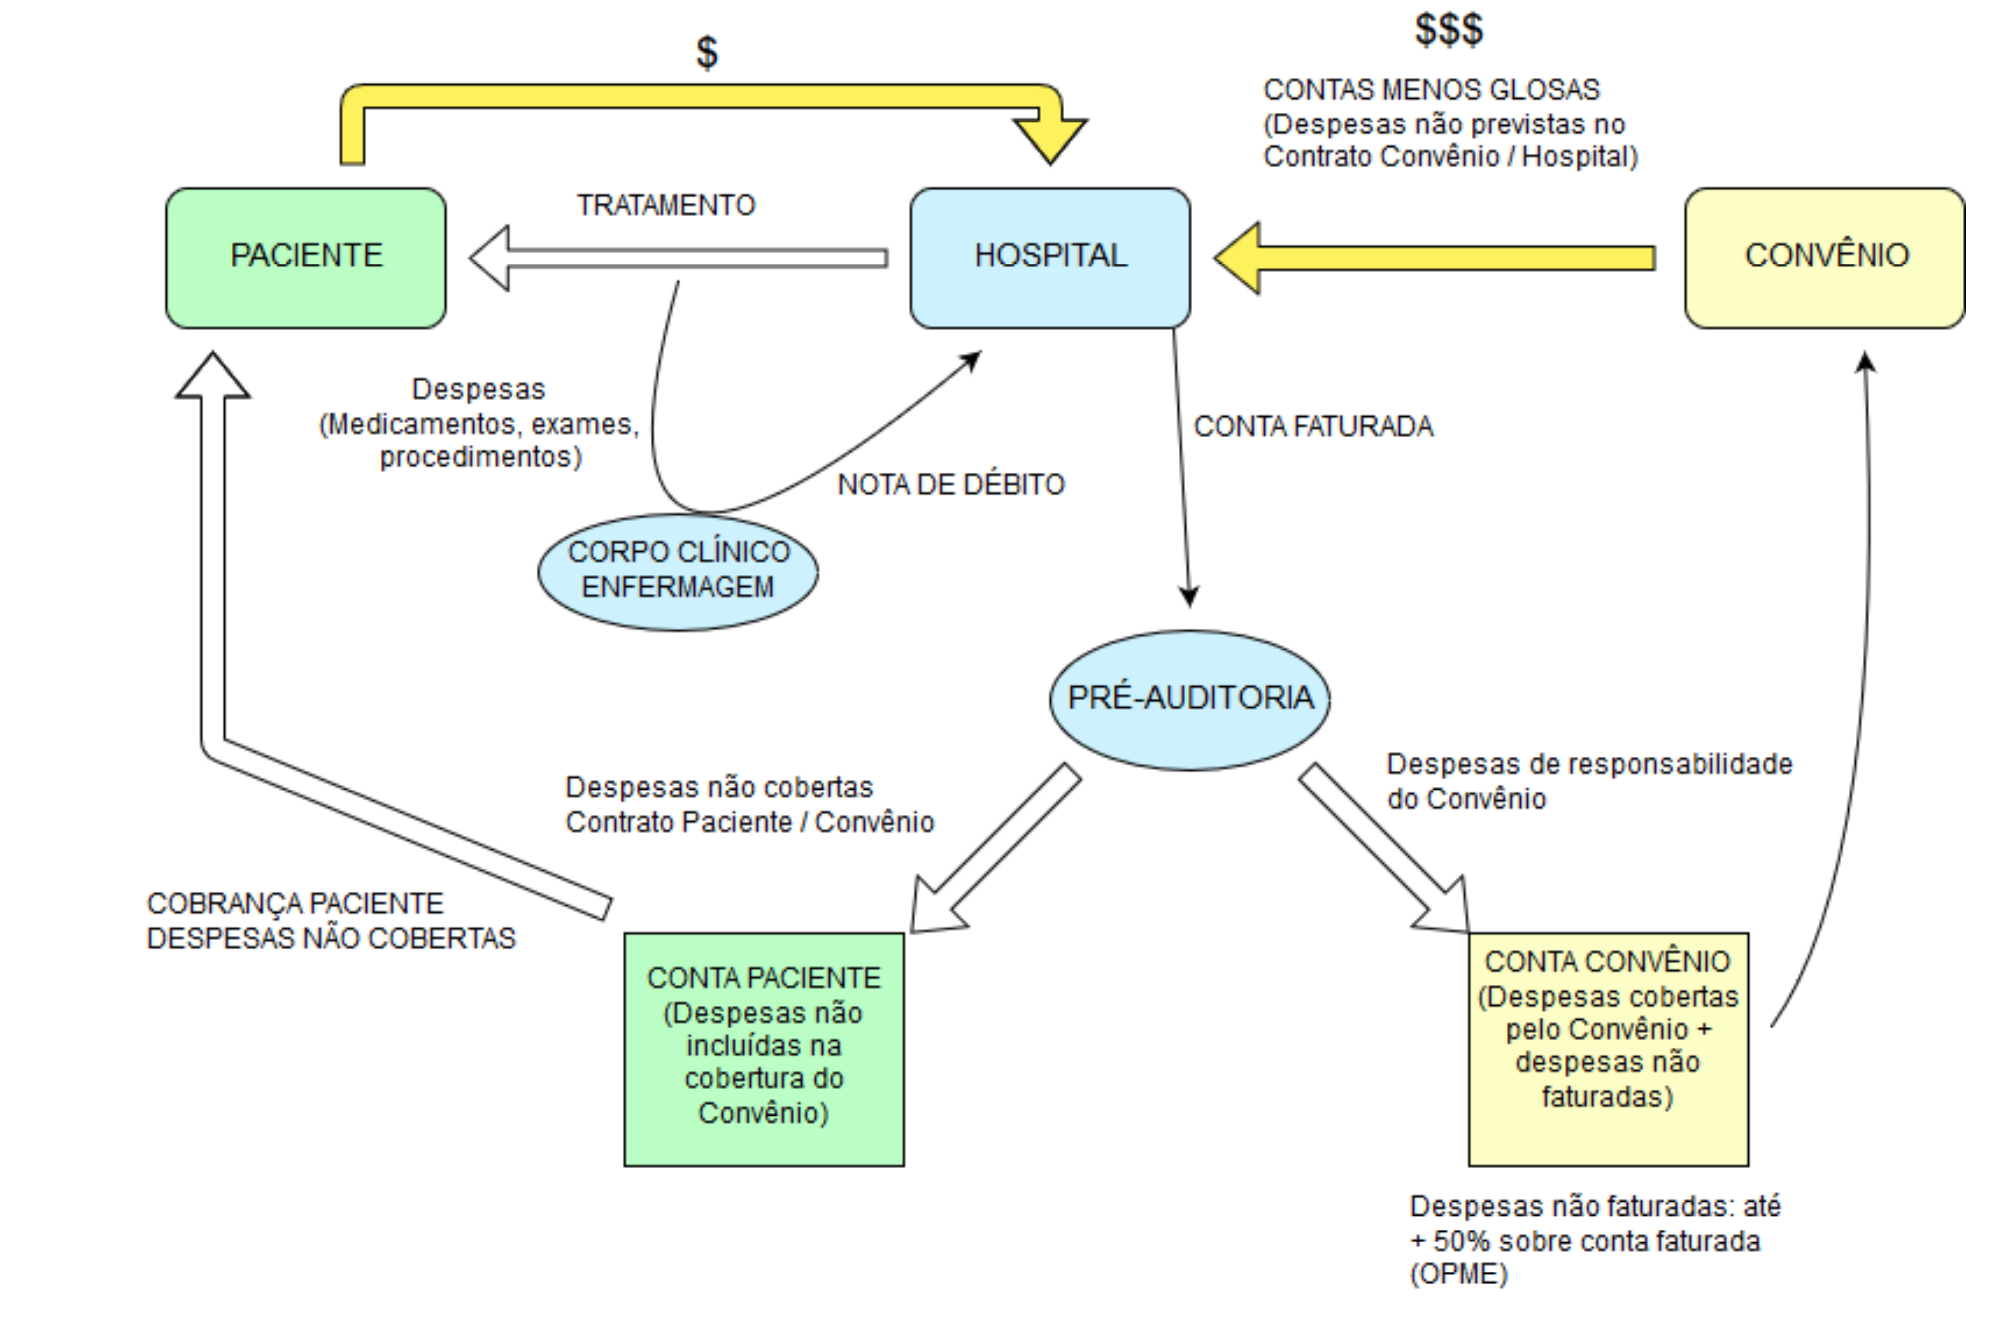 $
$$$
CONTAS MENOS GLOSAS
(Despesas não previstas no
Contrato Convênio / Hospital)
TRATAMENTO
PACIENTE
HOSPITAL
CONVÊNIO
Despesas
(Medicamentos, exames,
procedimentos)
CONTA FATURADA
NOTA DE DÉBITO
CORPO CLÍNICO
ENFERMAGEM
PRÉ-AUDITORIA
Despesas não cobertas
Contrato Paciente / Convênio
Despesas de responsabilidade
do Convênio
COBRANÇA PACIENTE
DESPESAS NÃO COBERTAS
CONTA PACIENTE
(Despesas não
incluídas na
cobertura do
Convênio)
CONTA CONVÊNIO
(Despesas cobertas
pelo Convênio +
despesas não
faturadas)
Despesas não faturadas: até
+ 50% sobre conta faturada
(OPME)